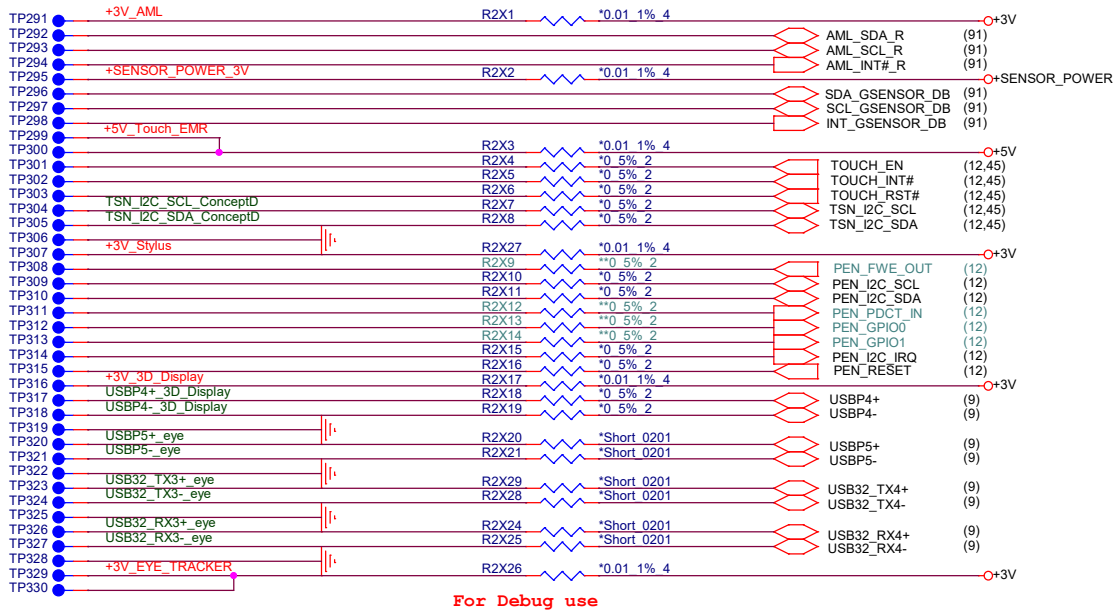 TP291 +3V_AML R2X1 *0.01_1%_4 +3V
TP292 AML_SDA_R (91)
TP293 AML_SCL_R (91)
TP294 AML_INT#_R (91)
TP295 +SENSOR_POWER_3V R2X2 *0.01_1%_4 +SENSOR_POWER
TP296 SDA_GSENSOR_DB (91)
TP297 SCL_GSENSOR_DB (91)
TP298 INT_GSENSOR_DB (91)
TP299 +5V_Touch_EMR
TP300 R2X3 *0.01_1%_4 +5V
TP301 R2X4 *0_5%_2 TOUCH_EN (12,45)
TP302 R2X5 *0_5%_2 TOUCH_INT# (12,45)
TP303 R2X6 *0_5%_2 TOUCH_RST# (12,45)
TP304 TSN_I2C_SCL_ConceptD R2X7 *0_5%_2 TSN_I2C_SCL (12,45)
TP305 TSN_I2C_SDA_ConceptD R2X8 *0_5%_2 TSN_I2C_SDA (12,45)
TP306
TP307 +3V_Stylus R2X27 *0.01_1%_4 +3V
TP308 R2X9 **0_5%_2 PEN_FWE_OUT (12)
TP309 R2X10 *0_5%_2 PEN_I2C_SCL (12)
TP310 R2X11 *0_5%_2 PEN_I2C_SDA (12)
TP311 R2X12 **0_5%_2 PEN_PDCT_IN (12)
TP312 R2X13 **0_5%_2 PEN_GPIO0 (12)
TP313 R2X14 **0_5%_2 PEN_GPIO1 (12)
TP314 R2X15 *0_5%_2 PEN_I2C_IRQ (12)
TP315 R2X16 *0_5%_2 PEN_RESET (12)
TP316 +3V_3D_Display R2X17 *0.01_1%_4 +3V
TP317 USBP4+_3D_Display R2X18 *0_5%_2 USBP4+ (9)
TP318 USBP4-_3D_Display R2X19 *0_5%_2 USBP4- (9)
TP319
TP320 USBP5+_eye R2X20 *Short_0201 USBP5+ (9)
TP321 USBP5-_eye R2X21 *Short_0201 USBP5- (9)
TP322
TP323 USB32_TX3+_eye R2X29 *Short_0201 USB32_TX4+ (9)
TP324 USB32_TX3-_eye R2X28 *Short_0201 USB32_TX4- (9)
TP325
TP326 USB32_RX3+_eye R2X24 *Short_0201 USB32_RX4+ (9)
TP327 USB32_RX3-_eye R2X25 *Short_0201 USB32_RX4- (9)
TP328
TP329 +3V_EYE_TRACKER R2X26 *0.01_1%_4 +3V
TP330
For Debug use